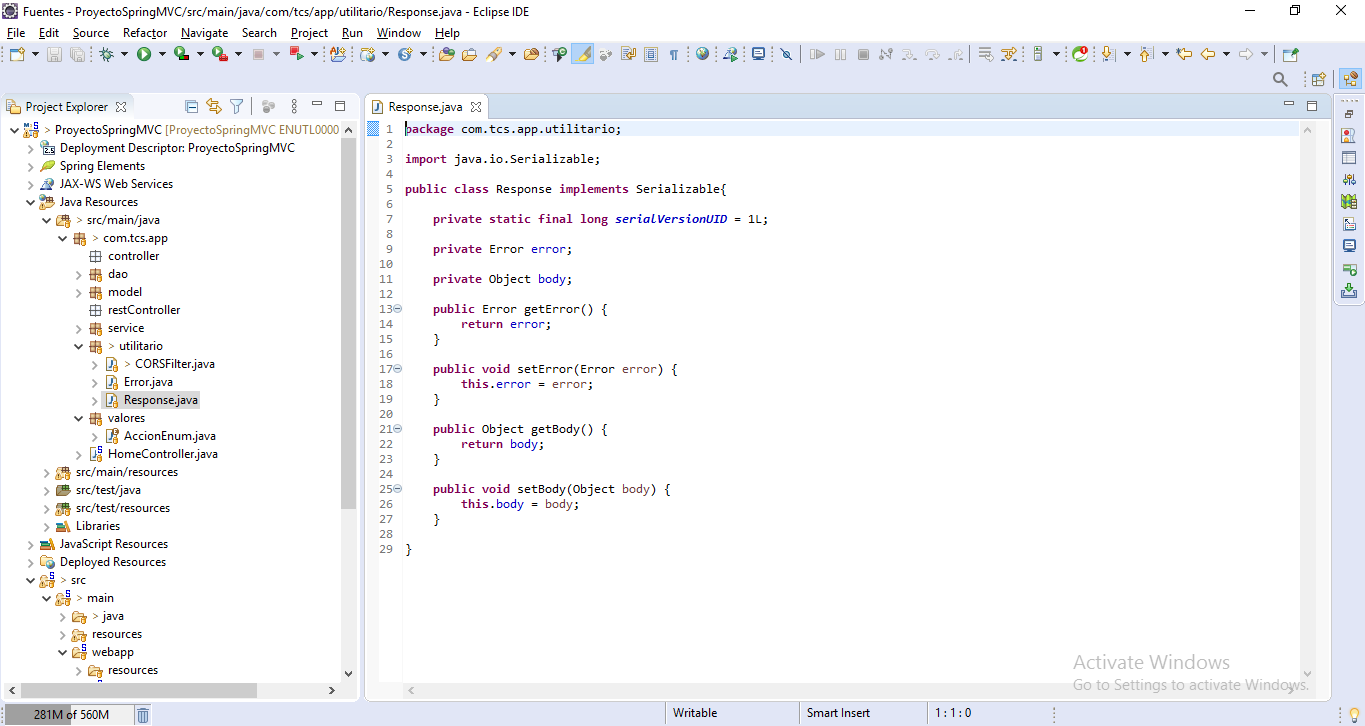 Fuentes - ProyectoSpringMVC/src/main/java/com/tcs/app/utilitario/Response.java - Eclipse IDE
File Edit Source Refactor Navigate Search Project Run Window Help
Project Explorer
> ProyectoSpringMVC [ProyectoSpringMVC ENUTL0000
Deployment Descriptor: ProyectoSpringMVC
Spring Elements
JAX-WS Web Services
Java Resources
> src/main/java
> com.tcs.app
controller
dao
model
restController
service
> utilitario
> CORSFilter.java
Error.java
Response.java
valores
AccionEnum.java
HomeController.java
src/main/resources
src/test/java
src/test/resources
Libraries
JavaScript Resources
Deployed Resources
> src
> main
> java
resources
webapp
resources
Response.java
1 package com.tcs.app.utilitario;
2
3 import java.io.Serializable;
4
5 public class Response implements Serializable{
6
7 private static final long serialVersionUID = 1L;
8
9 private Error error;
10
11 private Object body;
12
13 public Error getError() {
14 return error;
15 }
16
17 public void setError(Error error) {
18 this.error = error;
19 }
20
21 public Object getBody() {
22 return body;
23 }
24
25 public void setBody(Object body) {
26 this.body = body;
27 }
28
29 }
Activate Windows
Go to Settings to activate Windows.
281M of 560M
Writable
Smart Insert
1 : 1 : 0